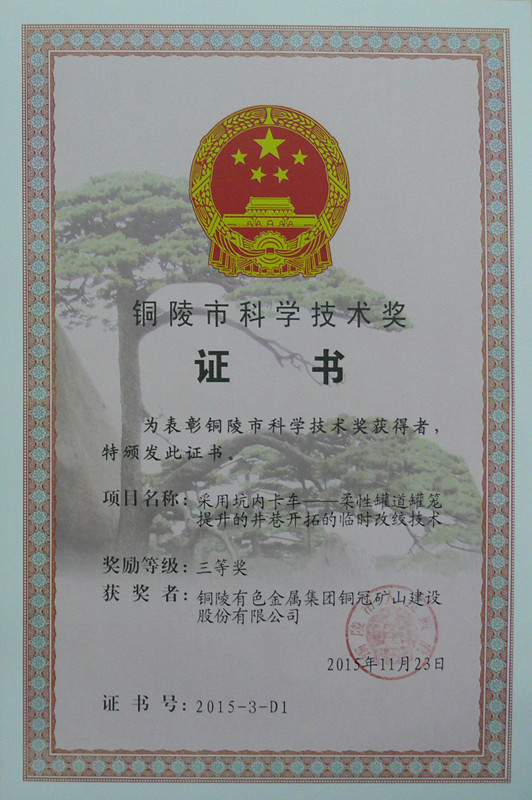 铜陵市科学技术奖
证 书
为表彰铜陵市科学技术奖获得者，
特颁发此证书。
项目名称：采用坑内卡车——柔性罐道罐笼
提升的井巷开拓的临时改绞技术
奖励等级：三等奖
获 奖 者：铜陵有色金属集团铜冠矿山建设
股份有限公司
2015年11月23日
证 书 号：2015-3-D1